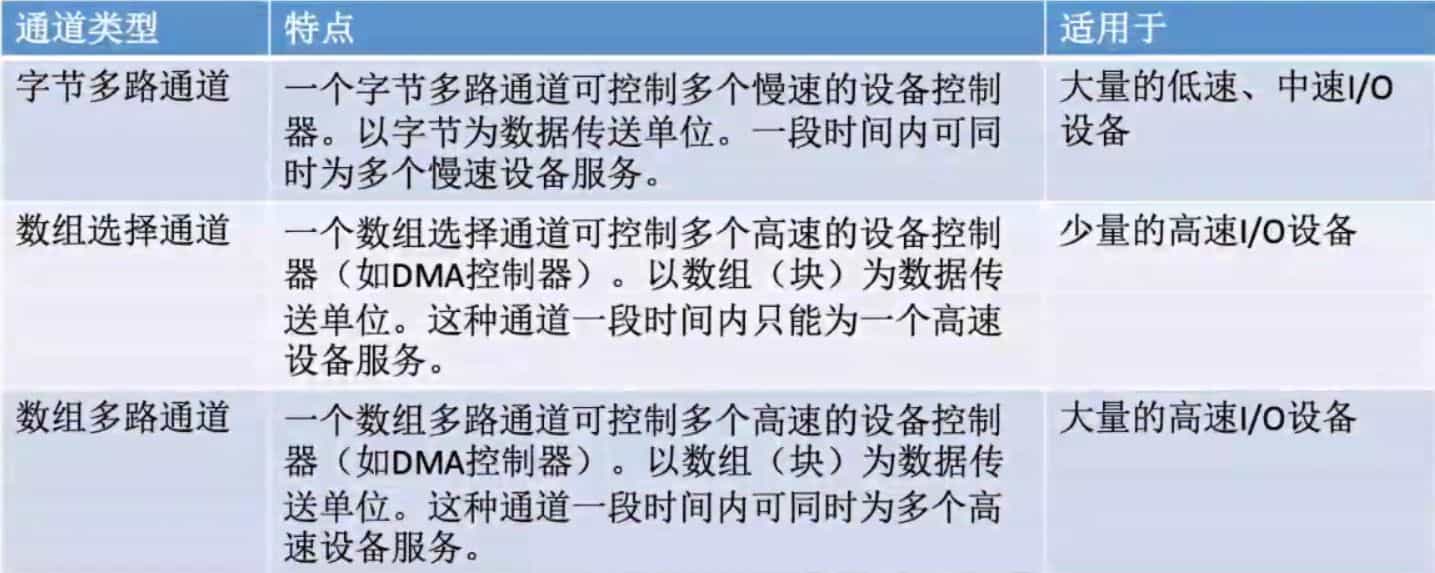 通道类型
特点
适用于
字节多路通道
一个字节多路通道可控制多个慢速的设备控制
器。以字节为数据传送单位。一段时间内可同
时为多个慢速设备服务。
大量的低速、中速I/O
设备
数组选择通道
一个数组选择通道可控制多个高速的设备控制
器（如DMA控制器）。以数组（块）为数据传
送单位。这种通道一段时间内只能为一个高速
设备服务。
少量的高速I/O设备
数组多路通道
一个数组多路通道可控制多个高速的设备控制
器（如DMA控制器）。以数组（块）为数据传
送单位。这种通道一段时间内可同时为多个高
速设备服务。
大量的高速I/O设备